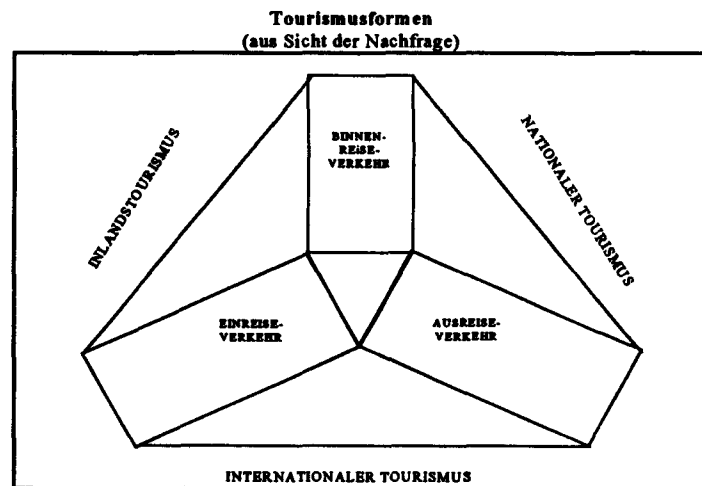 Tourismusformen
(aus Sicht der Nachfrage)
BINNEN-
REISE-
VERKEHR
INLANDSTOURISMUS
NATIONALER TOURISMUS
EINREISE-
VERKEHR
AUSREISE-
VERKEHR
INTERNATIONALER TOURISMUS